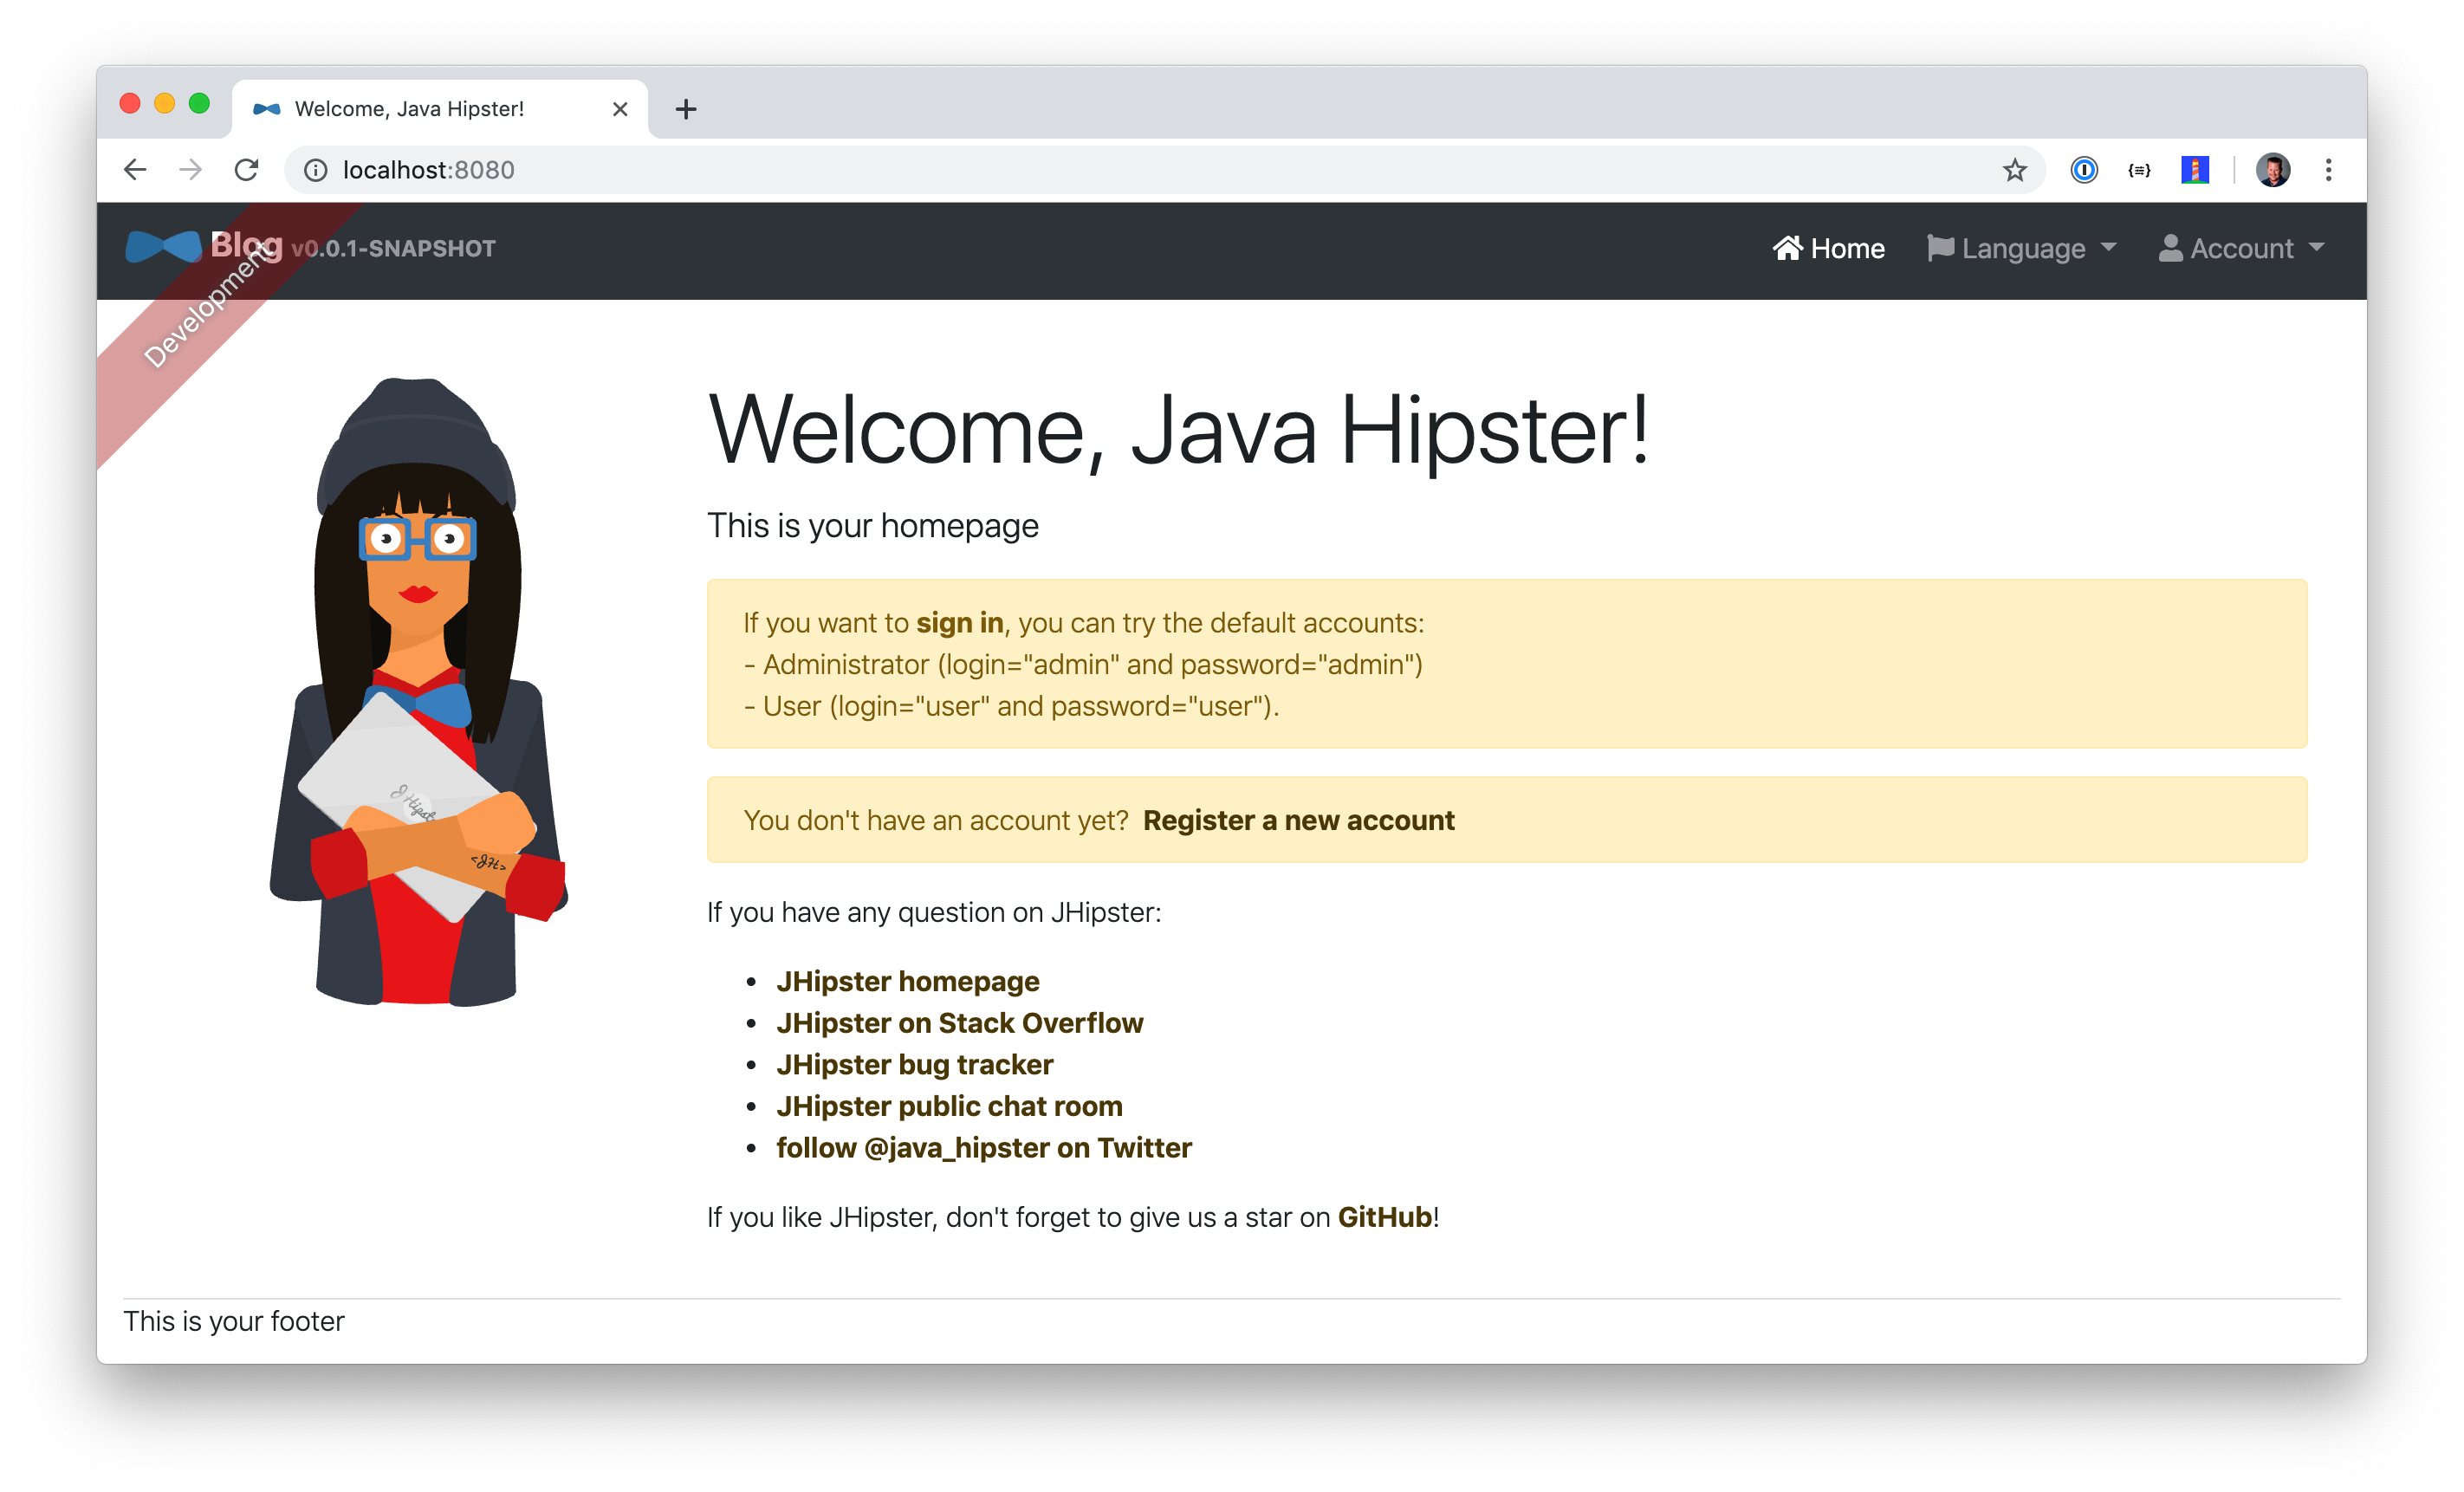 Welcome, Java Hipster!
localhost:8080
Blog v0.0.1-SNAPSHOT
Home Language Account
Development
Welcome, Java Hipster!
This is your homepage
If you want to sign in, you can try the default accounts:
- Administrator (login="admin" and password="admin")
- User (login="user" and password="user").
You don't have an account yet? Register a new account
<JH>
If you have any question on JHipster:
• JHipster homepage
• JHipster on Stack Overflow
• JHipster bug tracker
• JHipster public chat room
• follow @java_hipster on Twitter
If you like JHipster, don't forget to give us a star on GitHub!
This is your footer